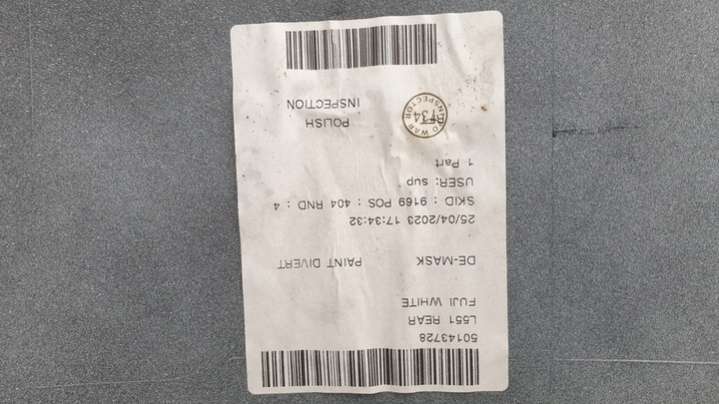 50143728
L551 REAR
FUJI WHITE
DE-MASK PAINT DIVERT
25/04/2023 17:34:32
SKID : 9169 POS : 404 RND : 4
USER: sup
1 Part
POLISH
INSPECTION
INSPECTOR